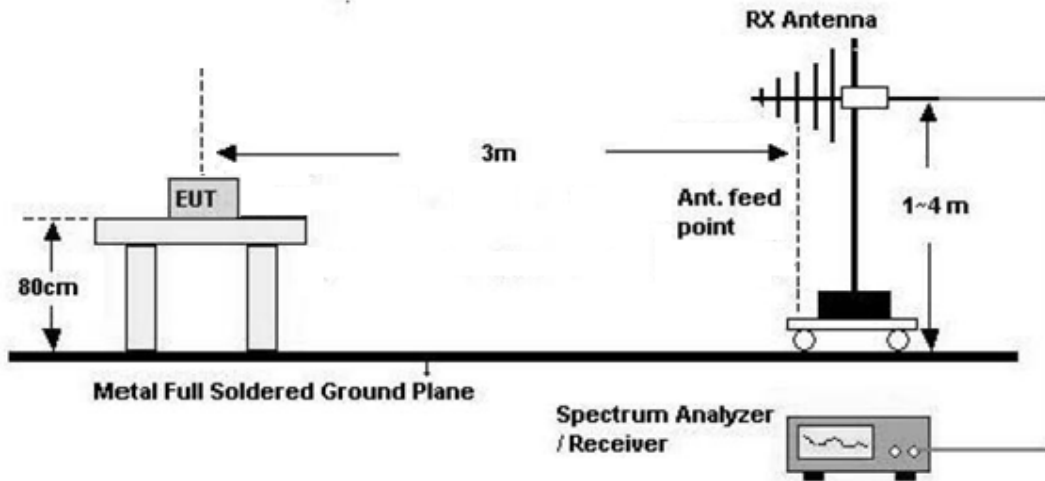 RX Antenna
3m
EUT
Ant. feed
point
1~4 m
80cm
Metal Full Soldered Ground Plane
Spectrum Analyzer
/ Receiver